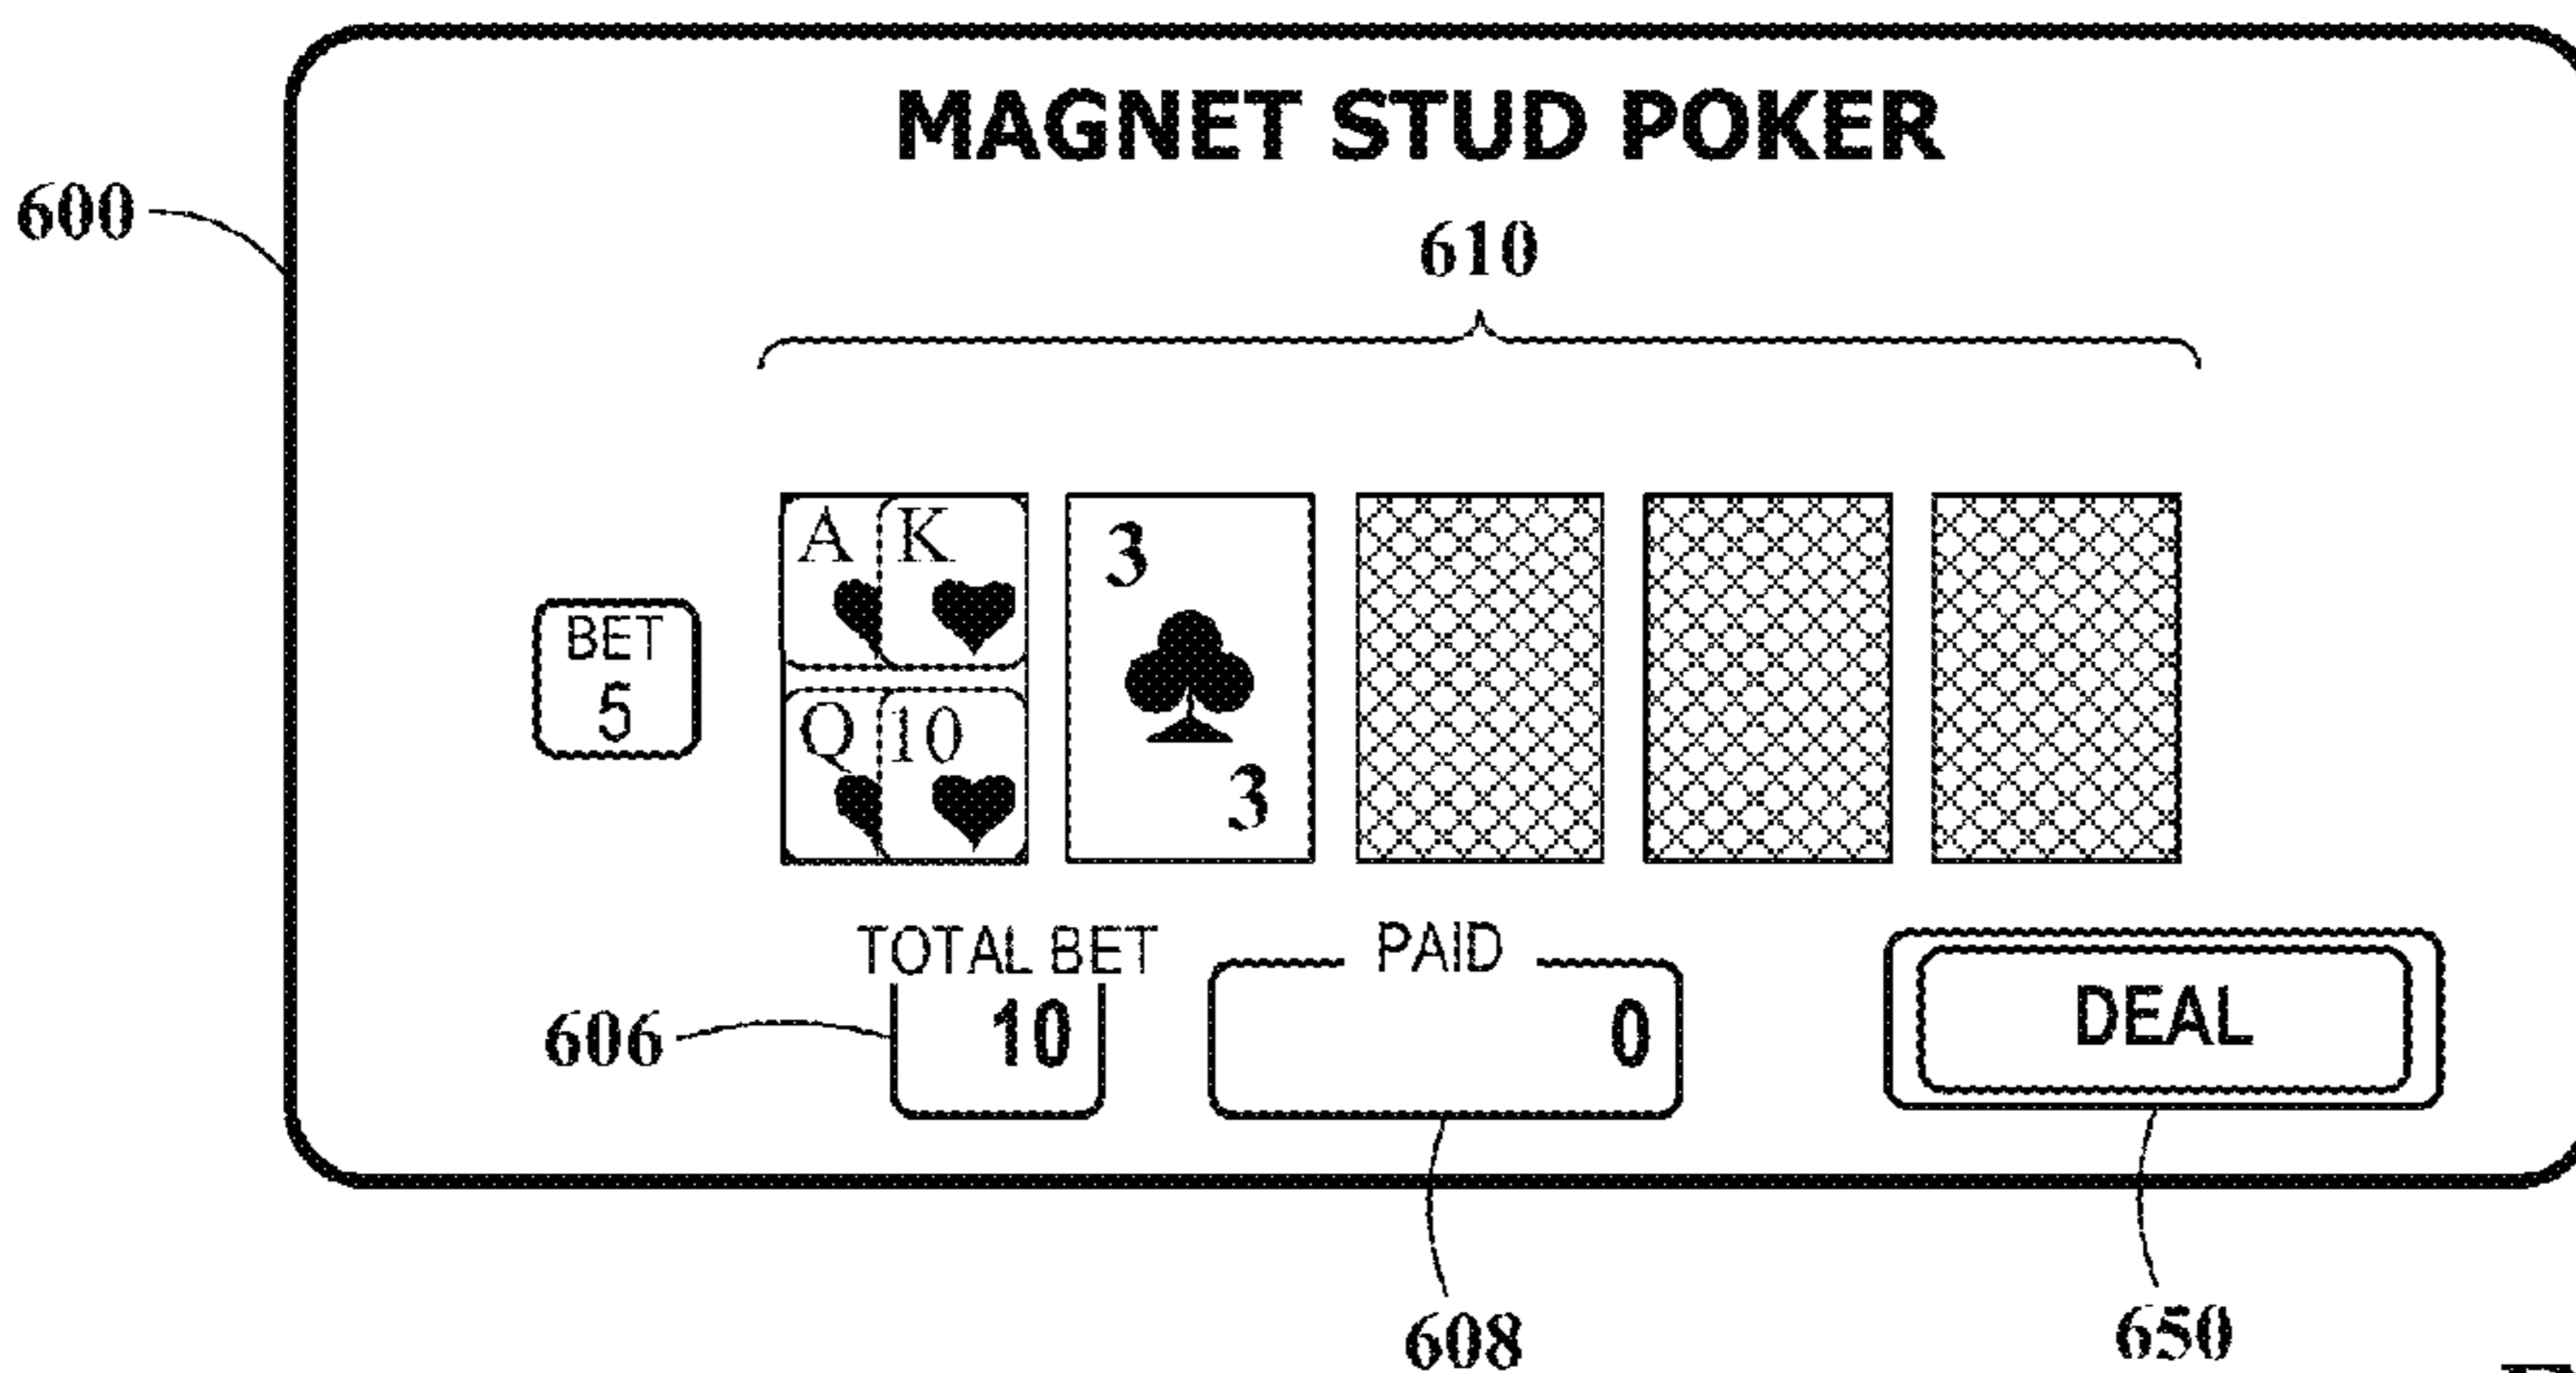 MAGNET STUD POKER
600
610
A K
3
BET
5
Q 10
3
TOTAL BET
PAID
10
0
DEAL
606
608
650